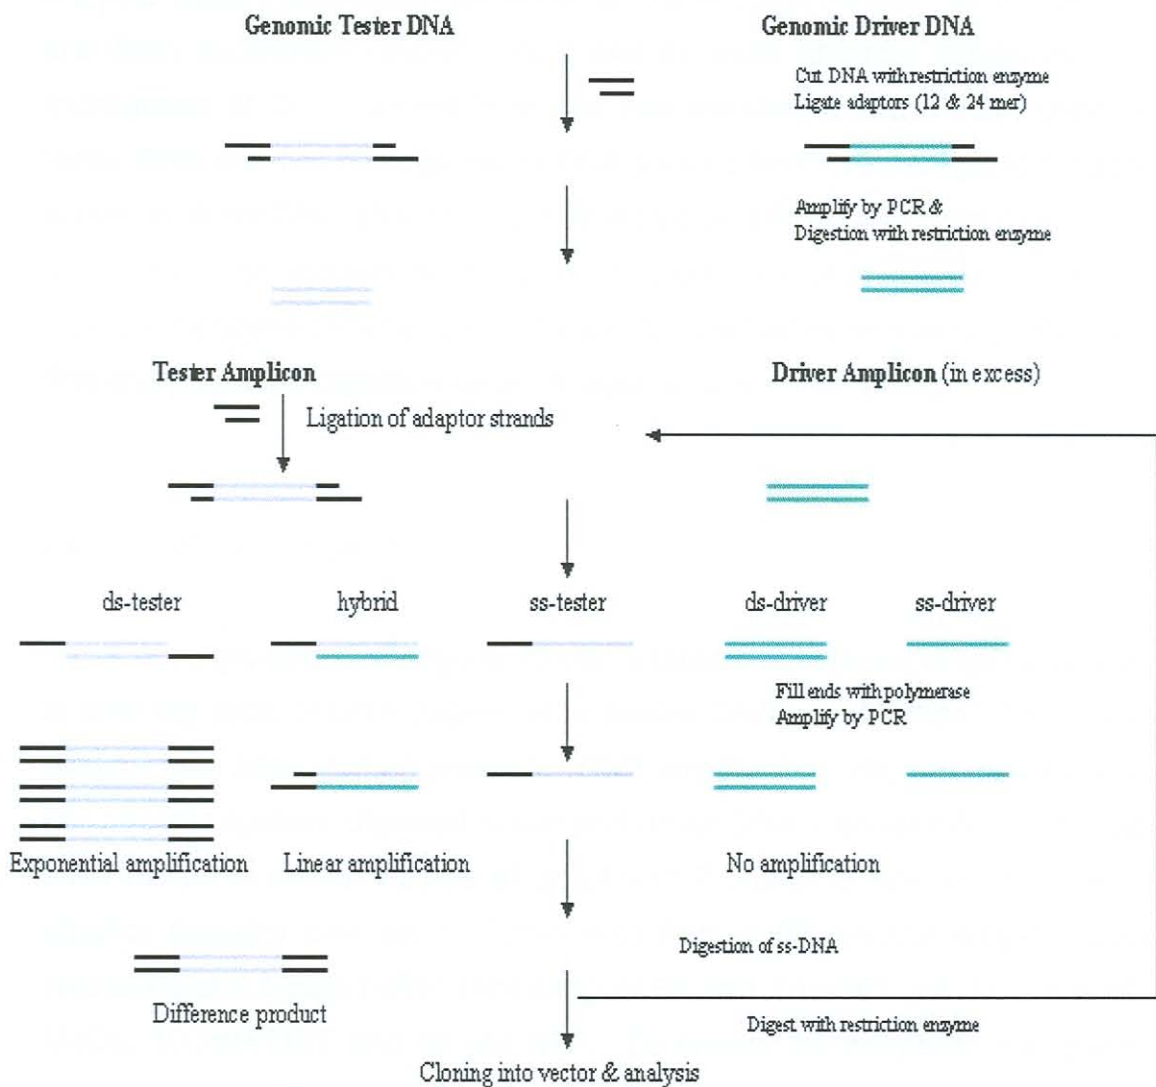 Genomic Tester DNA
Genomic Driver DNA
Cut DNA with restriction enzyme
Ligate adaptors (12 & 24 mer)
Amplify by PCR &
Digestion with restriction enzyme
Tester Amplicon
Driver Amplicon (in excess)
Ligation of adaptor strands
ds-tester
hybrid
ss-tester
ds-driver
ss-driver
Fill ends with polymerase
Amplify by PCR
Exponential amplification
Linear amplification
No amplification
Digestion of ss-DNA
Difference product
Digest with restriction enzyme
Cloning into vector & analysis